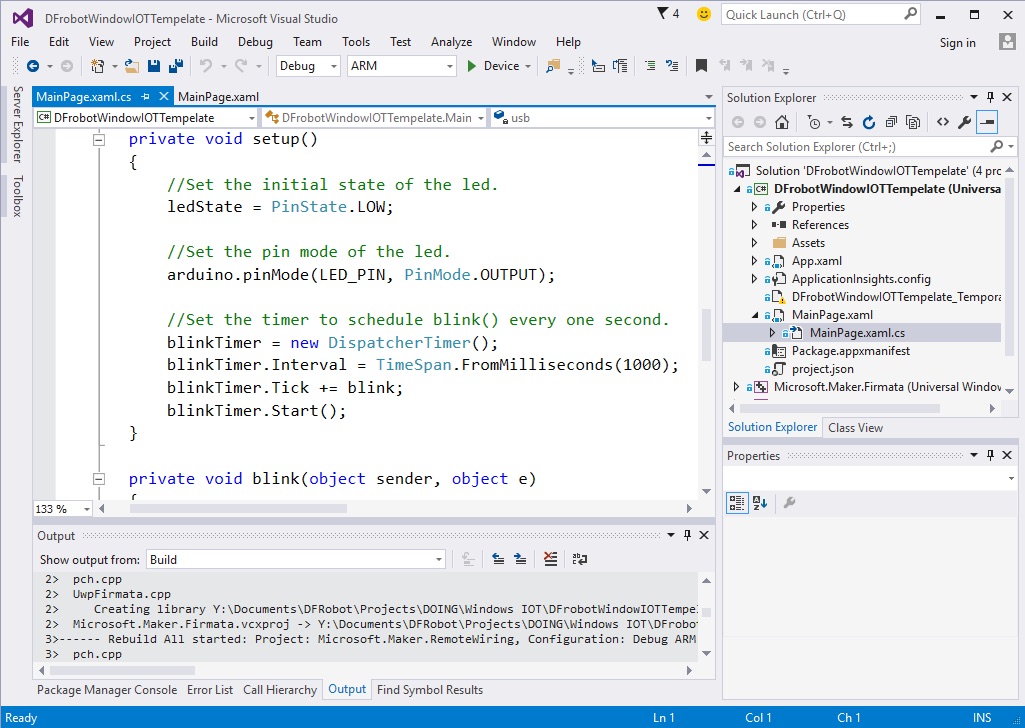 DFrobotWindowIOTTempelate - Microsoft Visual Studio
4
Quick Launch (Ctrl+Q)
File Edit View Project Build Debug Team Tools Test Analyze Window Help
Sign in
Debug ARM Device
Server Explorer
Toolbox
MainPage.xaml.cs MainPage.xaml
C# DFrobotWindowIOTTempelate DFrobotWindowIOTTempelate.Main usb
private void setup()
{
//Set the initial state of the led.
ledState = PinState.LOW;
//Set the pin mode of the led.
arduino.pinMode(LED_PIN, PinMode.OUTPUT);
//Set the timer to schedule blink() every one second.
blinkTimer = new DispatcherTimer();
blinkTimer.Interval = TimeSpan.FromMilliseconds(1000);
blinkTimer.Tick += blink;
blinkTimer.Start();
}
private void blink(object sender, object e)
{
133 %
Output
Show output from: Build
2> pch.cpp
2> UwpFirmata.cpp
2> Creating library Y:\Documents\DFRobot\Projects\DOING\Windows IOT\DFrobotWindowIOTTempel
2> Microsoft.Maker.Firmata.vcxproj -> Y:\Documents\DFRobot\Projects\DOING\Windows IOT\DFrobot
3>------ Rebuild All started: Project: Microsoft.Maker.RemoteWiring, Configuration: Debug ARM
3> pch.cpp
Package Manager Console Error List Call Hierarchy Output Find Symbol Results
Solution Explorer
Search Solution Explorer (Ctrl+;)
Solution 'DFrobotWindowIOTTempelate' (4 proj
C# DFrobotWindowIOTTempelate (Universa
Properties
References
Assets
App.xaml
ApplicationInsights.config
DFrobotWindowIOTTempelate_Tempora
MainPage.xaml
MainPage.xaml.cs
Package.appxmanifest
project.json
Microsoft.Maker.Firmata (Universal Window
Solution Explorer Class View
Properties
Ready
Ln 1 Col 1 Ch 1 INS